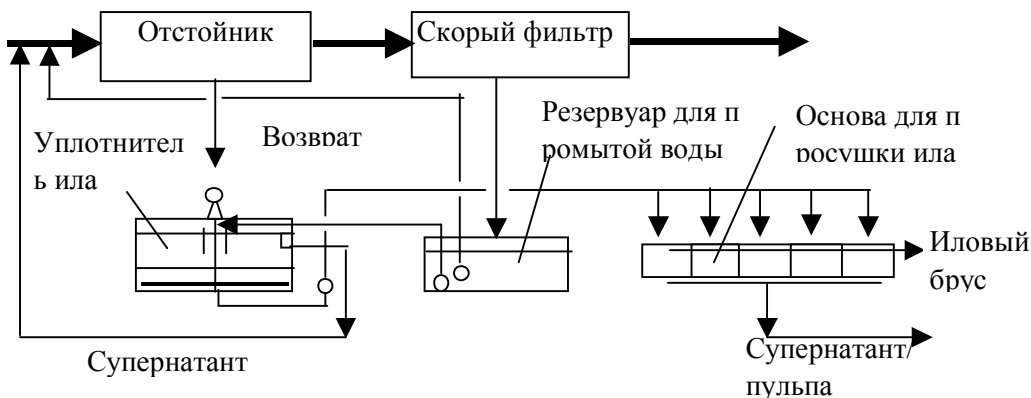 Отстойник
Скорый фильтр
Уплотнител
ь ила
Возврат
Резервуар для п
ромытой воды
Основа для п
росушки ила
Иловый
брус
Супернатант
Супернатант/
пульпа